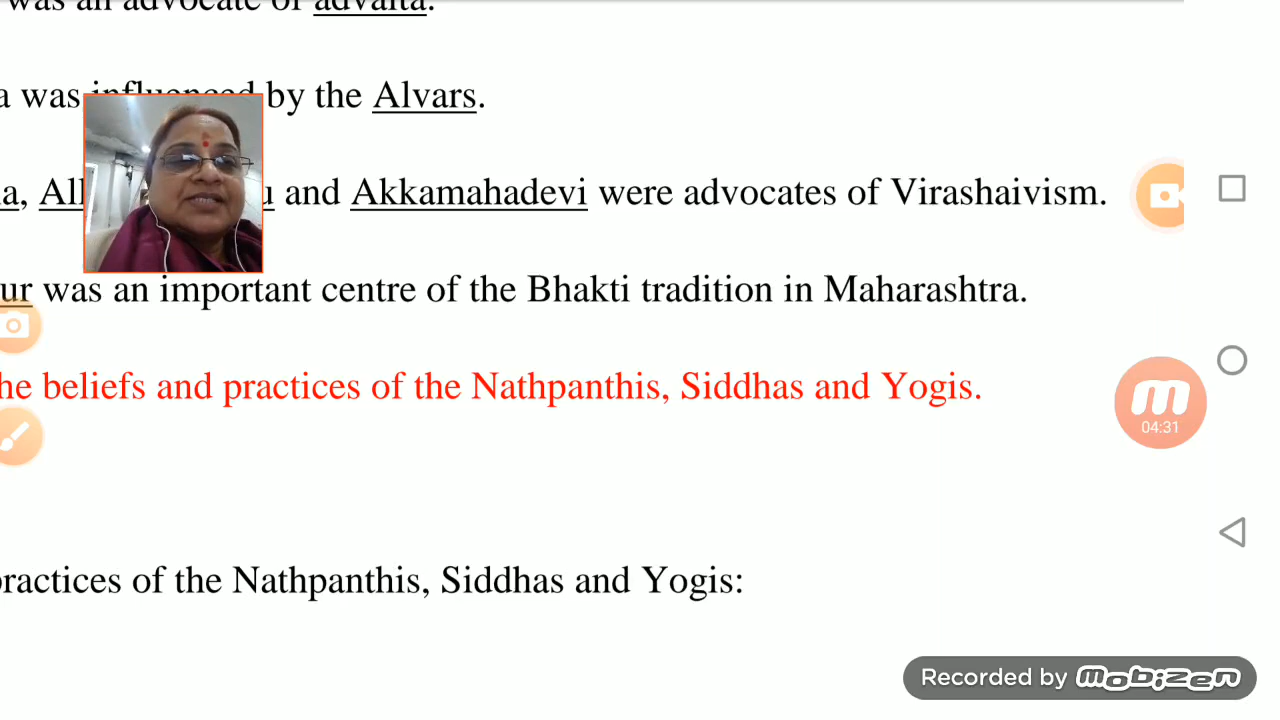 was an advocate of advaita.
a was influenced by the Alvars.
a, All u and Akkamahadevi were advocates of Virashaivism.
ur was an important centre of the Bhakti tradition in Maharashtra.
he beliefs and practices of the Nathpanthis, Siddhas and Yogis.
04:31
practices of the Nathpanthis, Siddhas and Yogis:
Recorded by mobizen